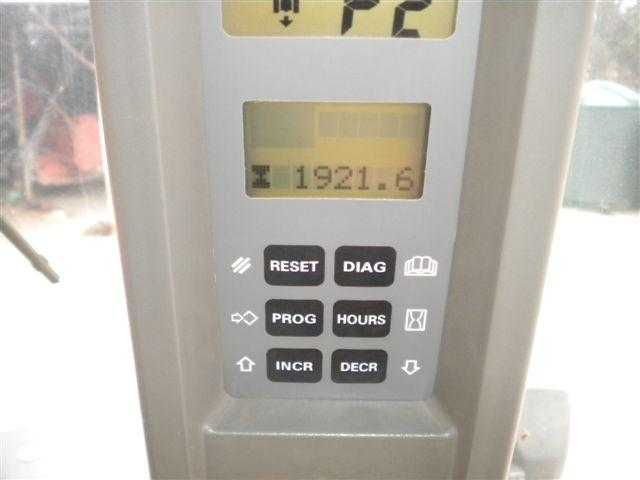 P2
1921.6
RESET DIAG
PROG HOURS
INCR DECR